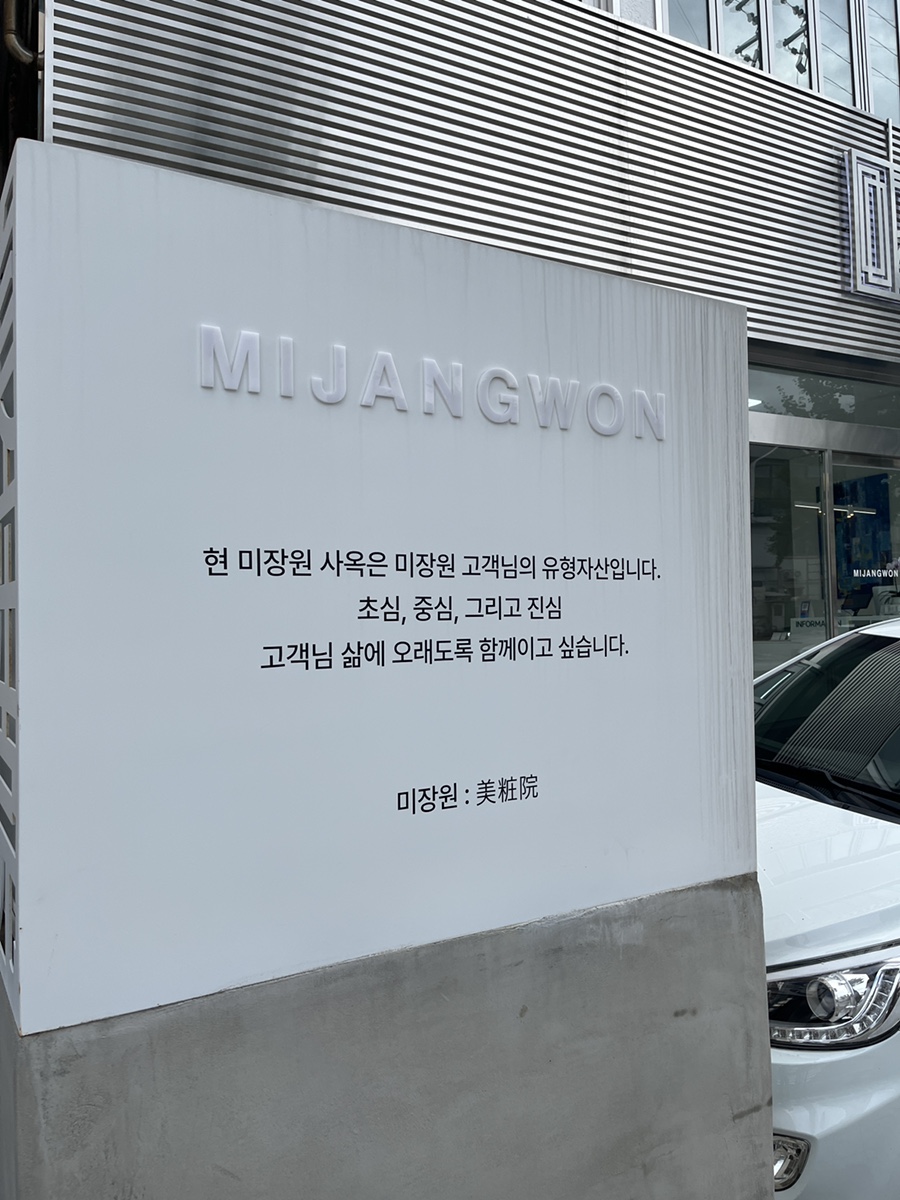 MIJANGWON
현 미장원 사옥은 미장원 고객님의 유형자산입니다.
초심, 중심, 그리고 진심
고객님 삶에 오래도록 함께이고 싶습니다.
미장원 : 美粧院
MIJANGWON